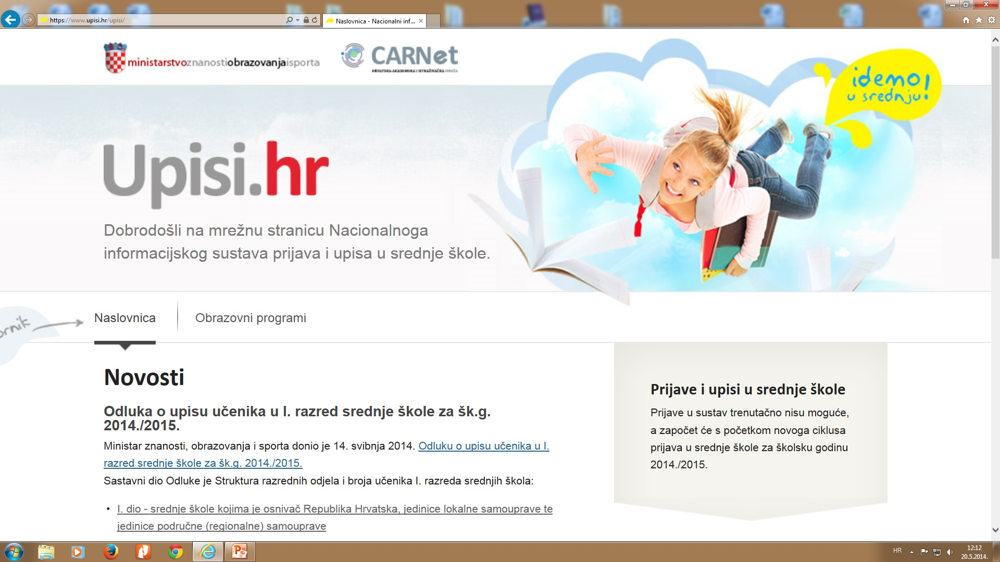 https://www.upisi.hr/upisi/
Naslovnica - Nacionalni inf...
ministarstvoznanostiobrazovanjaisporta
CARNet
HRVATSKA AKADEMSKA I ISTRAŽIVAČKA MREŽA
idemo!
u srednju!
Upisi.hr
Dobrodošli na mrežnu stranicu Nacionalnoga
informacijskog sustava prijava i upisa u srednje škole.
Naslovnica
Obrazovni programi
Novosti
Odluka o upisu učenika u I. razred srednje škole za šk.g.
2014./2015.
Ministar znanosti, obrazovanja i sporta donio je 14. svibnja 2014. Odluku o upisu učenika u I.
razred srednje škole za šk.g. 2014./2015.
Sastavni dio Odluke je Struktura razrednih odjela i broja učenika I. razreda srednjih škola:
• I. dio - srednje škole kojima je osnivač Republika Hrvatska, jedinice lokalne samouprave te
jedinice područne (regionalne) samouprave
Prijave i upisi u srednje škole
Prijave u sustav trenutačno nisu moguće,
a započet će s početkom novoga ciklusa
prijava u srednje škole za školsku godinu
2014./2015.
HR
12:12
20.5.2014.